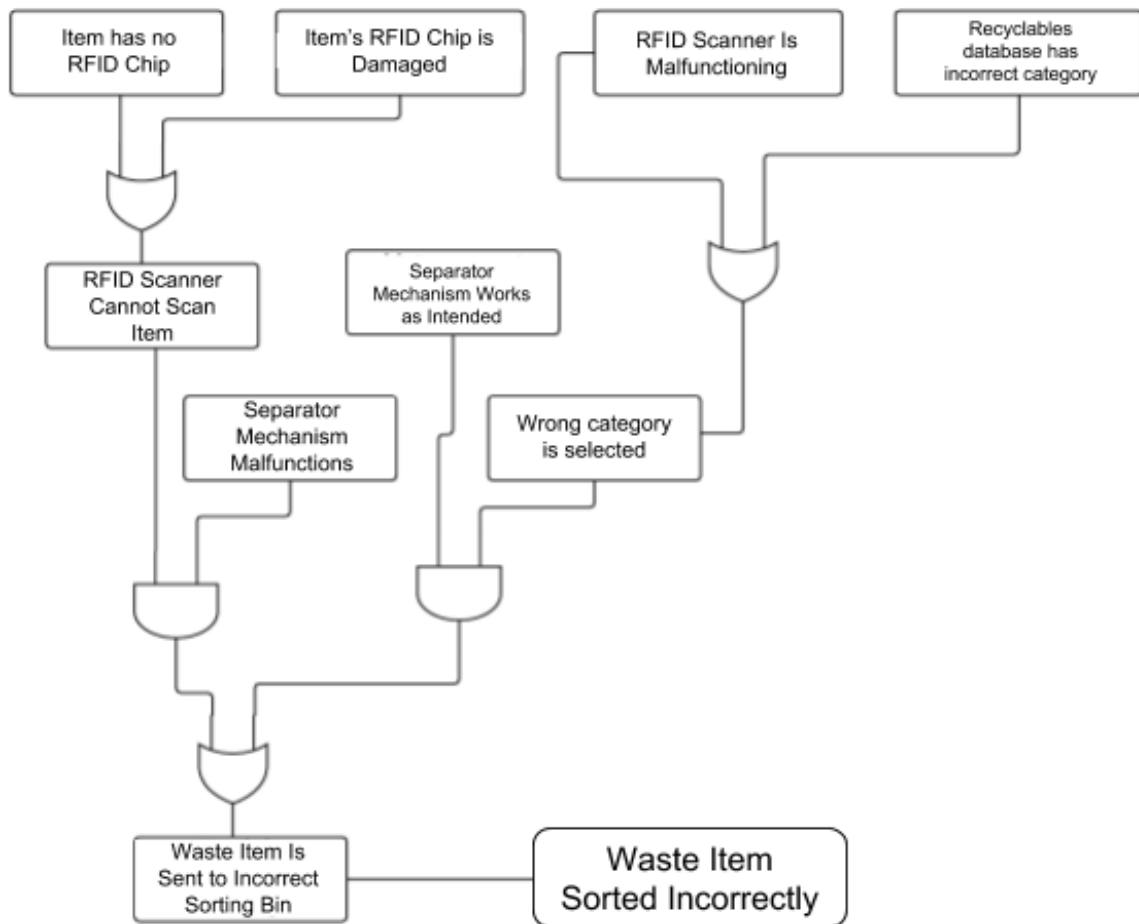 Item has no
RFID Chip
Item's RFID Chip is
Damaged
RFID Scanner Is
Malfunctioning
Recyclables
database has
incorrect category
RFID Scanner
Cannot Scan
Item
Separator
Mechanism Works
as Intended
Separator
Mechanism
Malfunctions
Wrong category
is selected
Waste Item Is
Sent to Incorrect
Sorting Bin
Waste Item
Sorted Incorrectly